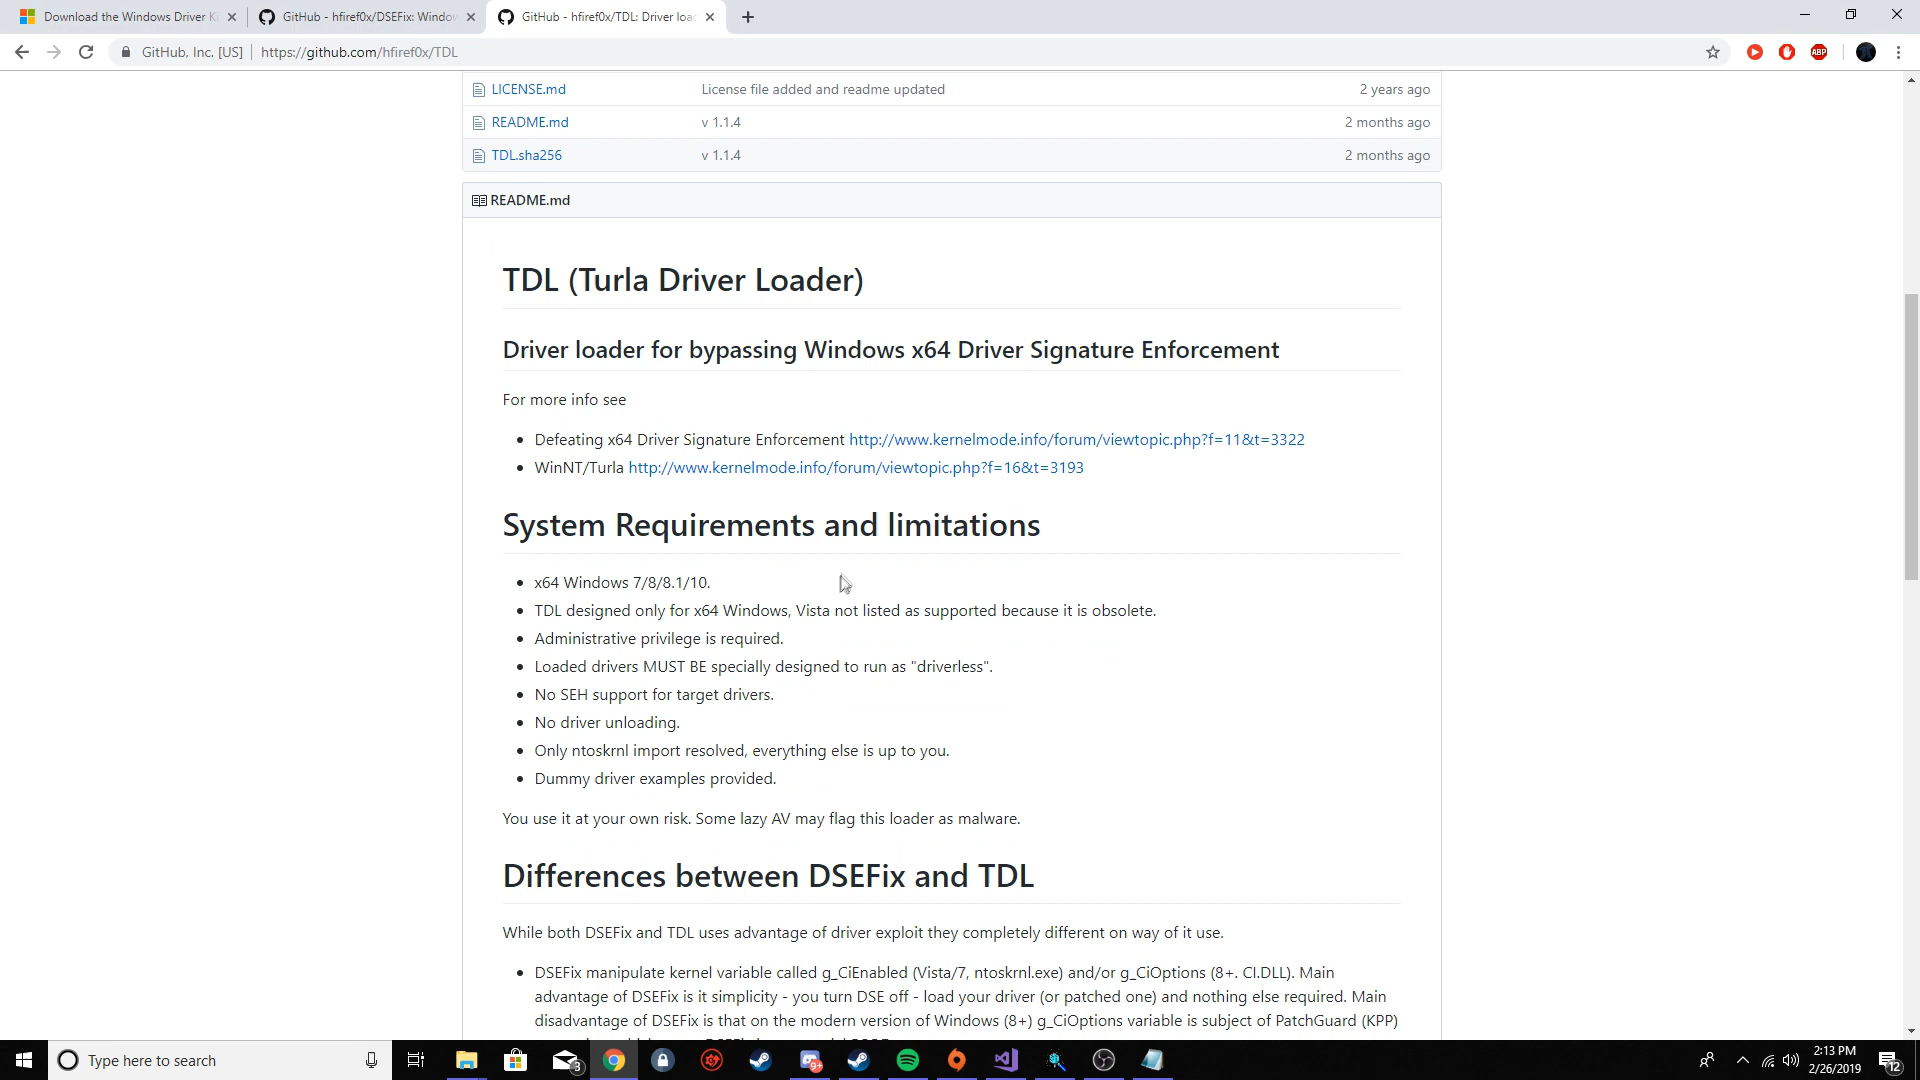 Download the Windows Driver Ki
GitHub - hfiref0x/DSEFix: Window
GitHub - hfiref0x/TDL: Driver loa
GitHub, Inc. [US]
https://github.com/hfiref0x/TDL
ABP
LICENSE.md License file added and readme updated 2 years ago
README.md v 1.1.4 2 months ago
TDL.sha256 v 1.1.4 2 months ago
README.md
TDL (Turla Driver Loader)
Driver loader for bypassing Windows x64 Driver Signature Enforcement
For more info see
• Defeating x64 Driver Signature Enforcement http://www.kernelmode.info/forum/viewtopic.php?f=11&t=3322
• WinNT/Turla http://www.kernelmode.info/forum/viewtopic.php?f=16&t=3193
System Requirements and limitations
• x64 Windows 7/8/8.1/10.
• TDL designed only for x64 Windows, Vista not listed as supported because it is obsolete.
• Administrative privilege is required.
• Loaded drivers MUST BE specially designed to run as "driverless".
• No SEH support for target drivers.
• No driver unloading.
• Only ntoskrnl import resolved, everything else is up to you.
• Dummy driver examples provided.
You use it at your own risk. Some lazy AV may flag this loader as malware.
Differences between DSEFix and TDL
While both DSEFix and TDL uses advantage of driver exploit they completely different on way of it use.
• DSEFix manipulate kernel variable called g_CiEnabled (Vista/7, ntoskrnl.exe) and/or g_CiOptions (8+. CI.DLL). Main
advantage of DSEFix is it simplicity - you turn DSE off - load your driver (or patched one) and nothing else required. Main
disadvantage of DSEFix is that on the modern version of Windows (8+) g_CiOptions variable is subject of PatchGuard (KPP)
Type here to search
3
9+
2:13 PM
2/26/2019
12